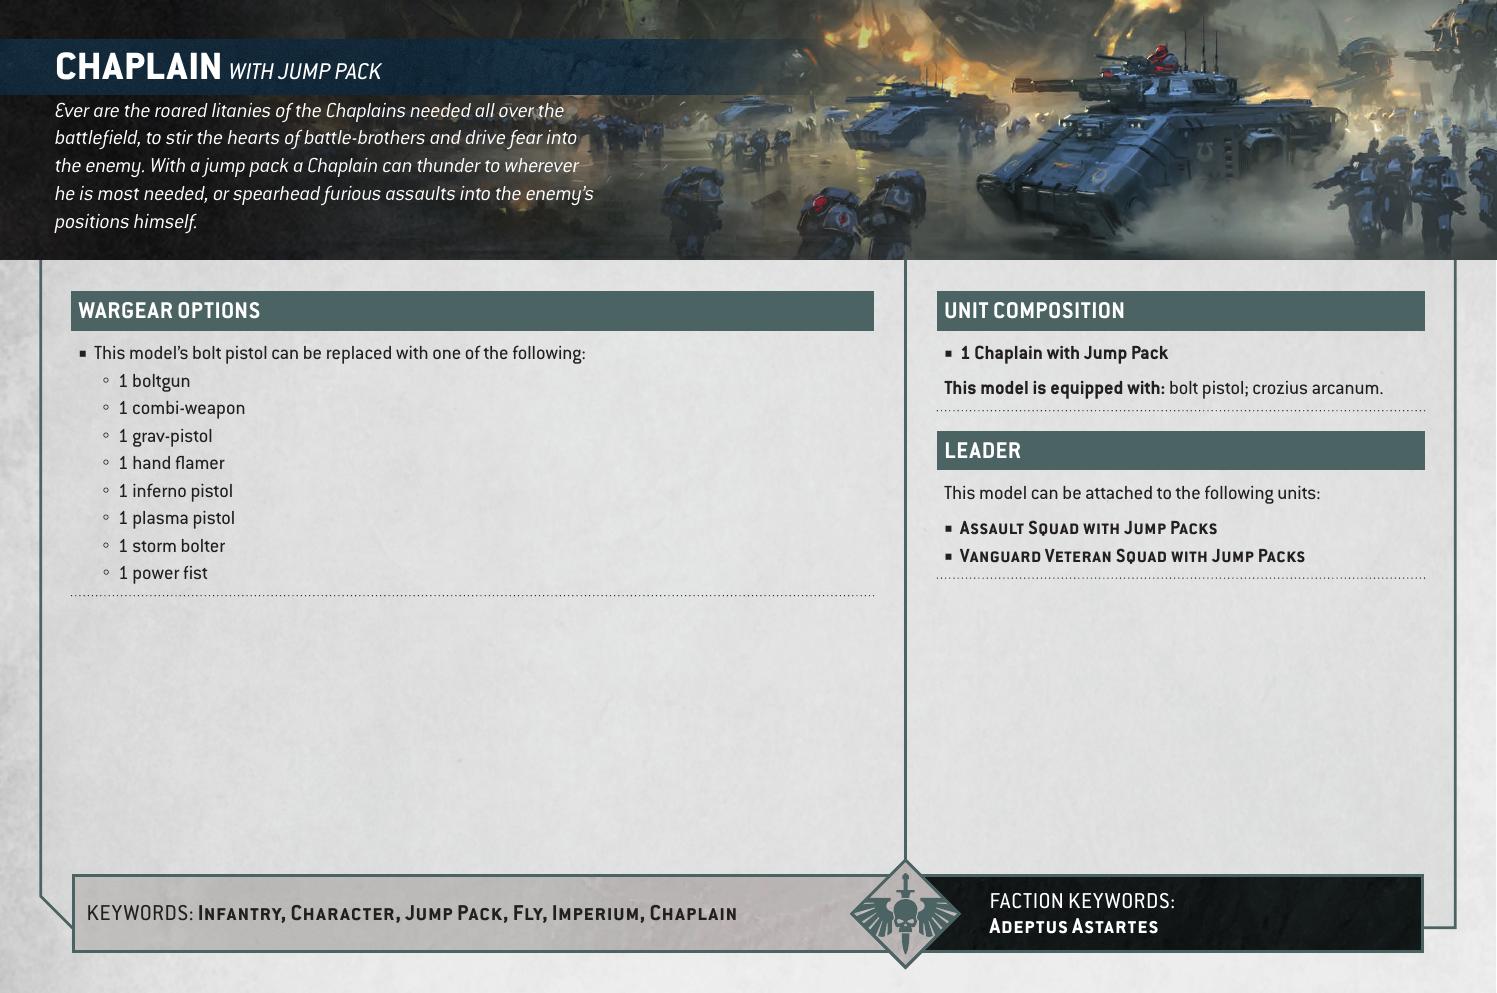 CHAPLAIN WITH JUMP PACK
Ever are the roared litanies of the Chaplains needed all over the
battlefield, to stir the hearts of battle-brothers and drive fear into
the enemy. With a jump pack a Chaplain can thunder to wherever
he is most needed, or spearhead furious assaults into the enemy’s
positions himself.
WARGEAR OPTIONS
■ This model’s bolt pistol can be replaced with one of the following:
◦ 1 boltgun
◦ 1 combi-weapon
◦ 1 grav-pistol
◦ 1 hand flamer
◦ 1 inferno pistol
◦ 1 plasma pistol
◦ 1 storm bolter
◦ 1 power fist
UNIT COMPOSITION
■ 1 Chaplain with Jump Pack
This model is equipped with: bolt pistol; crozius arcanum.
LEADER
This model can be attached to the following units:
■ Assault Squad with Jump Packs
■ Vanguard Veteran Squad with Jump Packs
KEYWORDS: Infantry, Character, Jump Pack, Fly, Imperium, Chaplain
FACTION KEYWORDS:
Adeptus Astartes